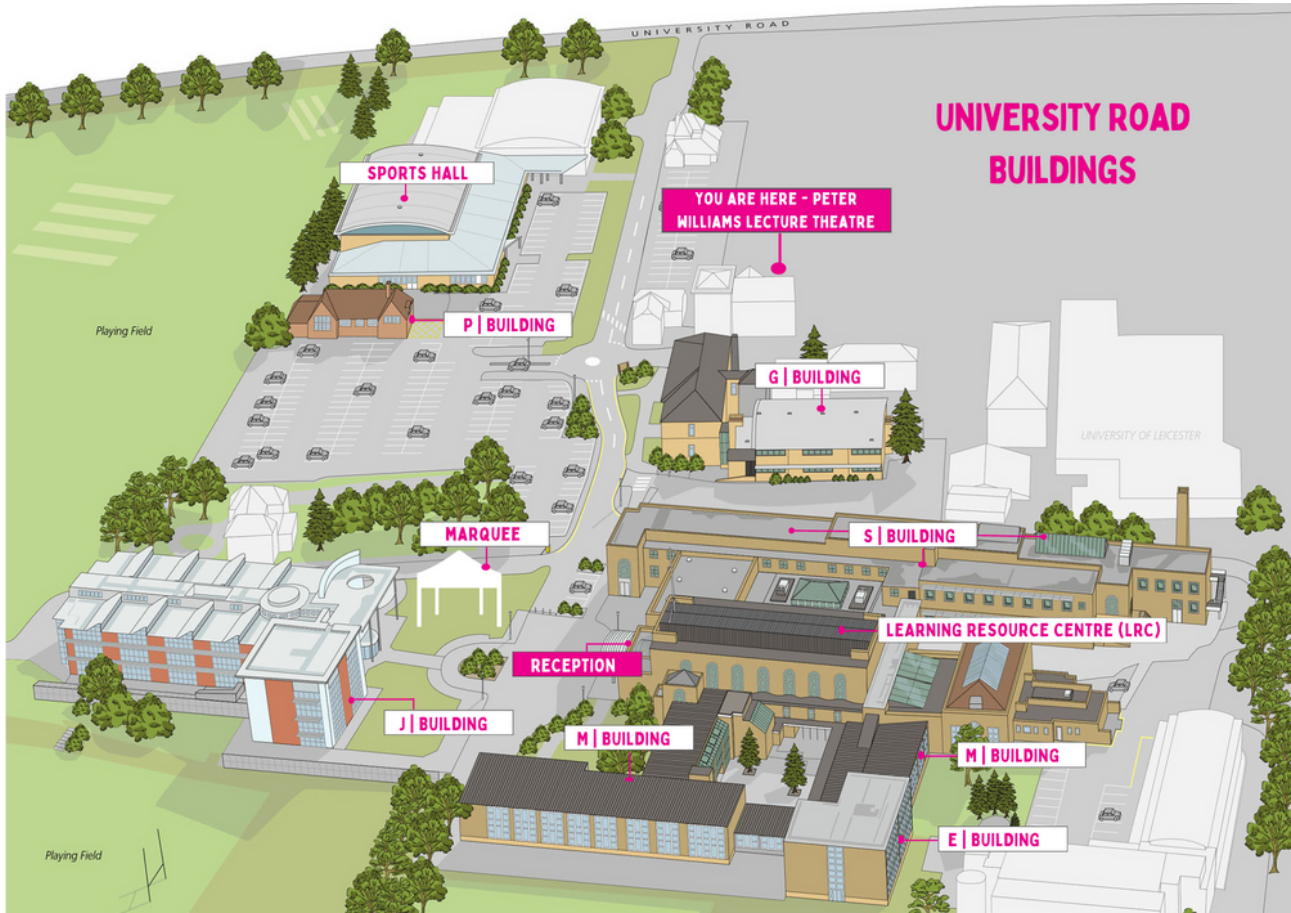 UNIVERSITY ROAD
UNIVERSITY ROAD
BUILDINGS
SPORTS HALL
YOU ARE HERE - PETER
WILLIAMS LECTURE THEATRE
Playing Field
P | BUILDING
G | BUILDING
UNIVERSITY OF LEICESTER
MARQUEE
S | BUILDING
LEARNING RESOURCE CENTRE (LRC)
RECEPTION
J | BUILDING
M | BUILDING
M | BUILDING
E | BUILDING
Playing Field